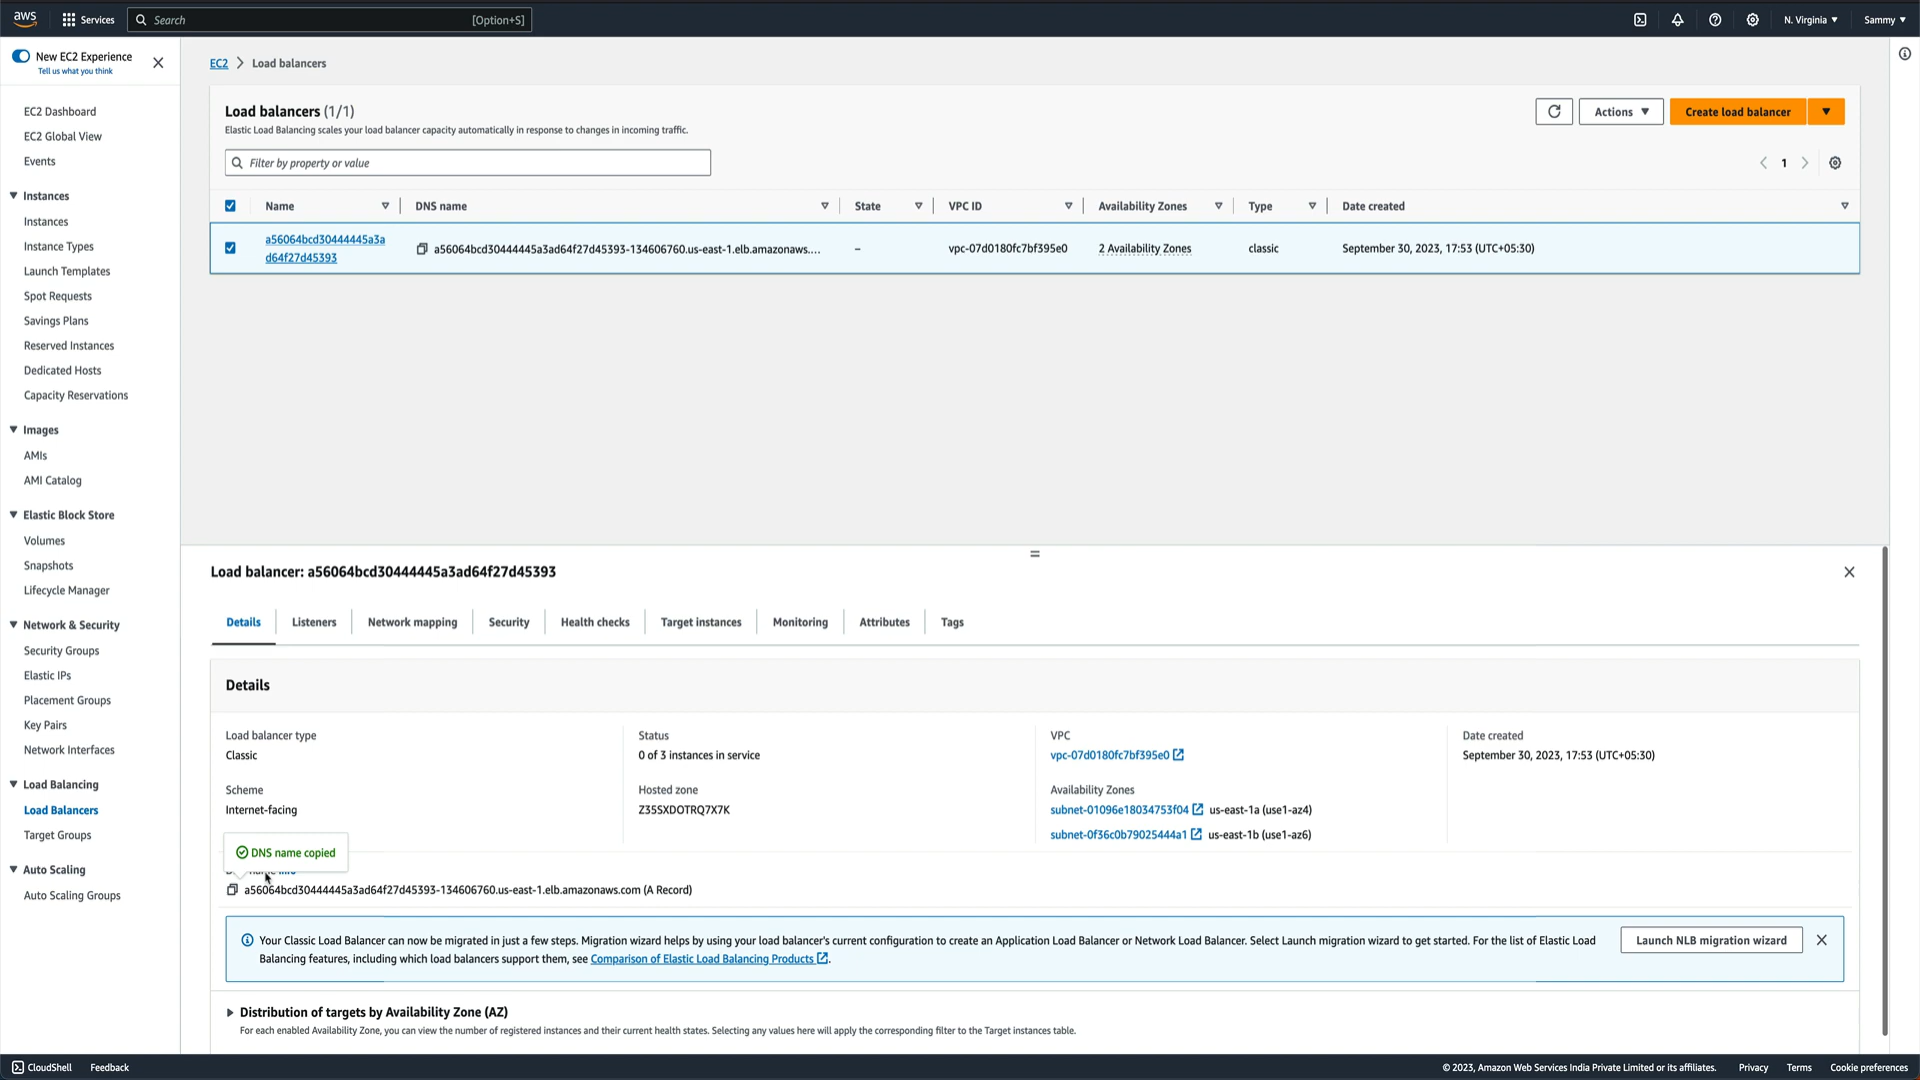 aws Services Search [Option+S] N. Virginia Sammy
New EC2 Experience
Tell us what you think
EC2 Dashboard
EC2 Global View
Events
Instances
Instances
Instance Types
Launch Templates
Spot Requests
Savings Plans
Reserved Instances
Dedicated Hosts
Capacity Reservations
Images
AMIs
AMI Catalog
Elastic Block Store
Volumes
Snapshots
Lifecycle Manager
Network & Security
Security Groups
Elastic IPs
Placement Groups
Key Pairs
Network Interfaces
Load Balancing
Load Balancers
Target Groups
Auto Scaling
Auto Scaling Groups
EC2 > Load balancers
Load balancers (1/1)
Elastic Load Balancing scales your load balancer capacity automatically in response to changes in incoming traffic.
Actions Create load balancer
Filter by property or value
1
Name DNS name State VPC ID Availability Zones Type Date created
a56064bcd30444445a3a
d64f27d45393
a56064bcd30444445a3ad64f27d45393-134606760.us-east-1.elb.amazonaws.... – vpc-07d0180fc7bf395e0 2 Availability Zones classic September 30, 2023, 17:53 (UTC+05:30)
Load balancer: a56064bcd30444445a3ad64f27d45393
Details Listeners Network mapping Security Health checks Target instances Monitoring Attributes Tags
Details
Load balancer type
Classic
Status
0 of 3 instances in service
VPC
vpc-07d0180fc7bf395e0
Date created
September 30, 2023, 17:53 (UTC+05:30)
Scheme
Internet-facing
Hosted zone
Z35SXDOTRQ7X7K
Availability Zones
subnet-01096e18034753f04 us-east-1a (use1-az4)
subnet-0f36c0b79025444a1 us-east-1b (use1-az6)
DNS name copied
a56064bcd30444445a3ad64f27d45393-134606760.us-east-1.elb.amazonaws.com (A Record)
Your Classic Load Balancer can now be migrated in just a few steps. Migration wizard helps by using your load balancer's current configuration to create an Application Load Balancer or Network Load Balancer. Select Launch migration wizard to get started. For the list of Elastic Load
Balancing features, including which load balancers support them, see Comparison of Elastic Load Balancing Products.
Launch NLB migration wizard
Distribution of targets by Availability Zone (AZ)
For each enabled Availability Zone, you can view the number of registered instances and their current health states. Selecting any values here will apply the corresponding filter to the Target instances table.
CloudShell Feedback © 2023, Amazon Web Services India Private Limited or its affiliates. Privacy Terms Cookie preferences